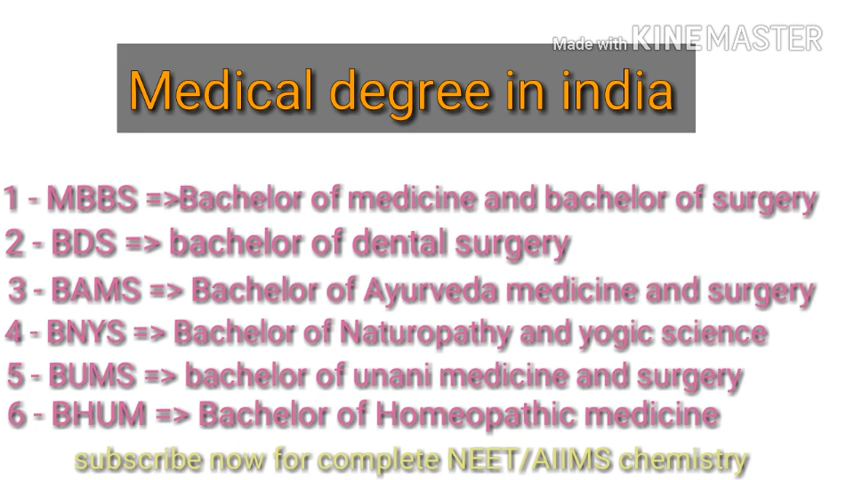 Made with KINEMASTER
Medical degree in india
1 - MBBS =>Bachelor of medicine and bachelor of surgery
2 - BDS => bachelor of dental surgery
3 - BAMS => Bachelor of Ayurveda medicine and surgery
4 - BNYS => Bachelor of Naturopathy and yogic science
5 - BUMS => bachelor of unani medicine and surgery
6 - BHUM => Bachelor of Homeopathic medicine
subscribe now for complete NEET/AIIMS chemistry